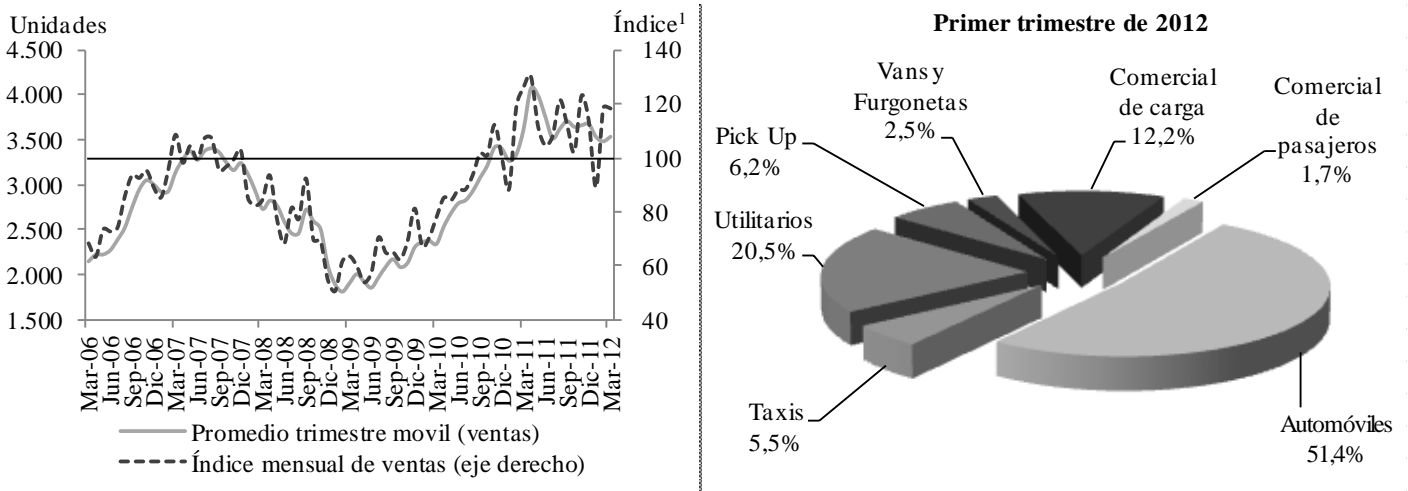 Unidades
Índice¹
4.500
4.000
3.500
3.000
2.500
2.000
1.500
140
120
100
80
60
40
Mar-06
Jun-06
Sep-06
Dic-06
Mar-07
Jun-07
Sep-07
Dic-07
Mar-08
Jun-08
Sep-08
Dic-08
Mar-09
Jun-09
Sep-09
Dic-09
Mar-10
Jun-10
Sep-10
Dic-10
Mar-11
Jun-11
Sep-11
Dic-11
Mar-12
Promedio trimestre movil (ventas)
Índice mensual de ventas (eje derecho)
Primer trimestre de 2012
Vans y
Furgonetas
2,5%
Comercial
de carga
12,2%
Comercial
de
pasajeros
1,7%
Pick Up
6,2%
Utilitarios
20,5%
Taxis
5,5%
Automóviles
51,4%